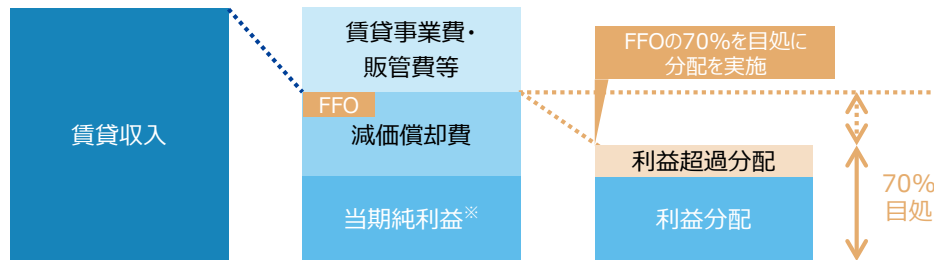 賃貸収入
賃貸事業費・
販管費等
FFO
減価償却費
当期純利益※
FFOの70%を目処に
分配を実施
利益超過分配
利益分配
70%
目処